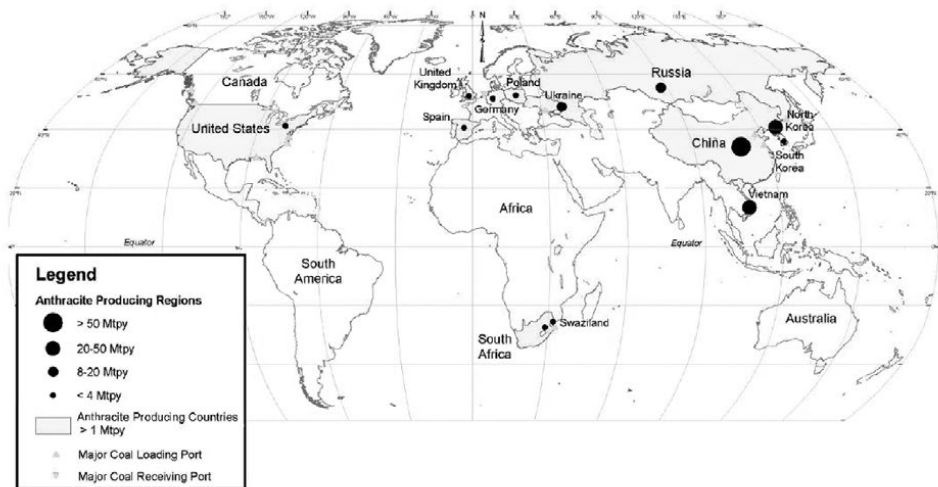 N
Canada
United
Kingdom
Poland
Russia
Ukraine
Germany
United States
Spain
North
Korea
China
South
Korea
Vietnam
Africa
Equator
Equator
South
America
Swaziland
South
Africa
Australia
Legend
Anthracite Producing Regions
> 50 Mtpy
20-50 Mtpy
8-20 Mtpy
< 4 Mtpy
Anthracite Producing Countries
> 1 Mtpy
Major Coal Loading Port
Major Coal Receiving Port